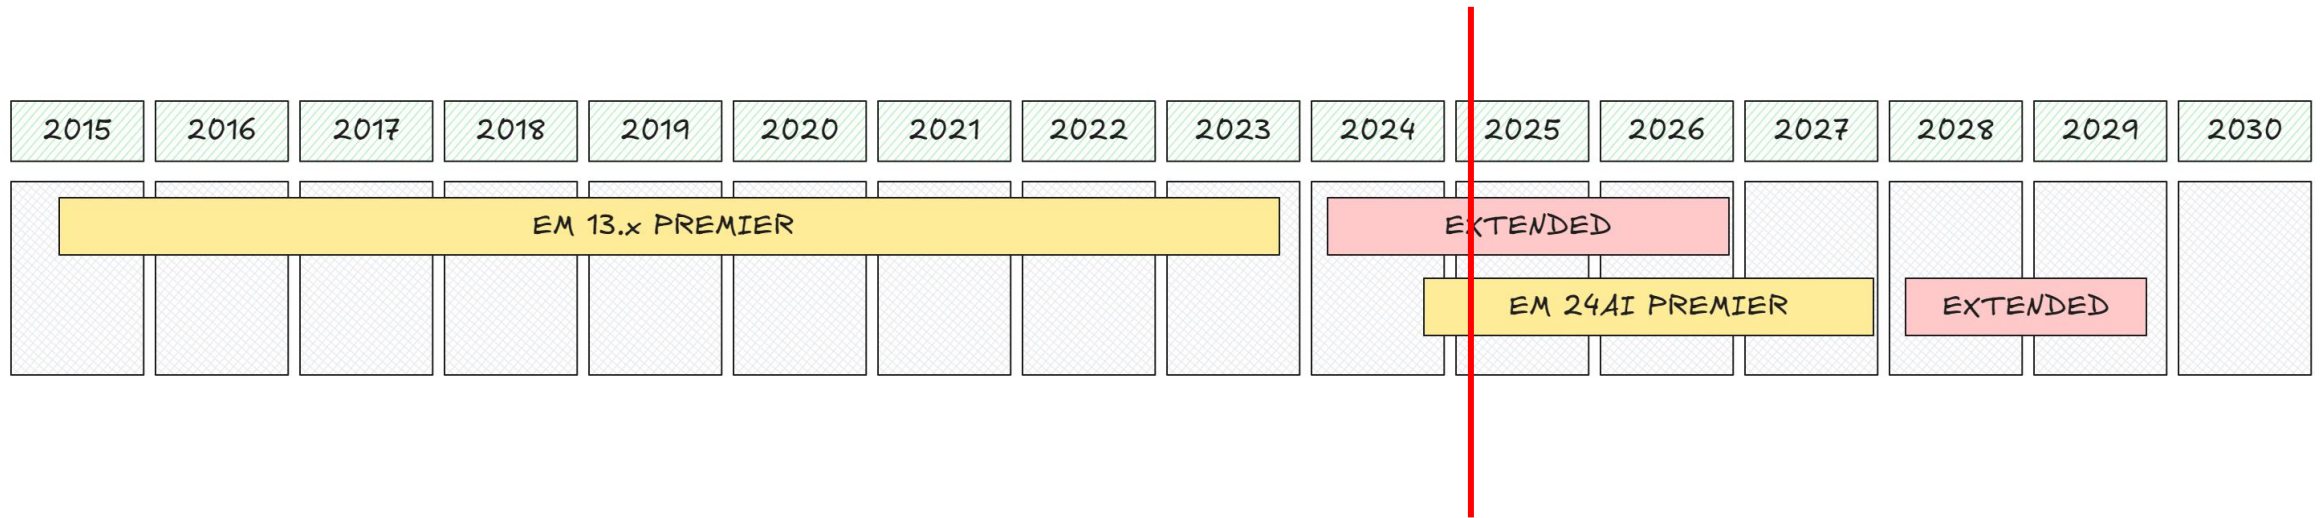 2015 2016 2017 2018 2019 2020 2021 2022 2023 2024 2025 2026 2027 2028 2029 2030
EM 13.x PREMIER EXTENDED
EM 24AI PREMIER EXTENDED